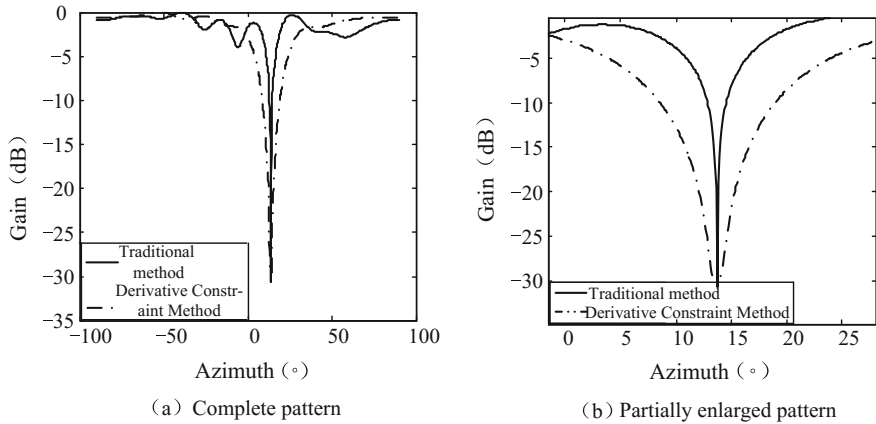 0
−5
−10
−15
−20
−25
−30
−35
Gain（dB）
Traditional
method
Derivative Constr-
aint Method
−100
−50
0
50
100
Azimuth（°）
（a）Complete pattern
−5
−10
−15
−20
−25
−30
Gain（dB）
Traditional method
Derivative Constraint Method
0
5
10
15
20
25
Azimuth（°）
（b）Partially enlarged pattern